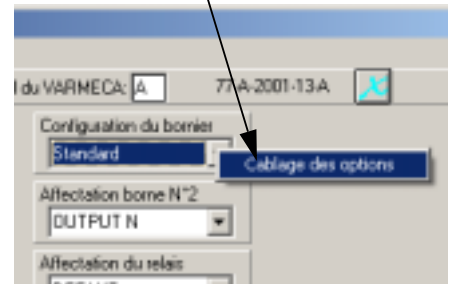 du VARMECA: A 77-A-2001-13-A
Configuration du bornier
Standard
Cablage des options
Affectation borne N°2
OUTPUT N
Affectation du relais